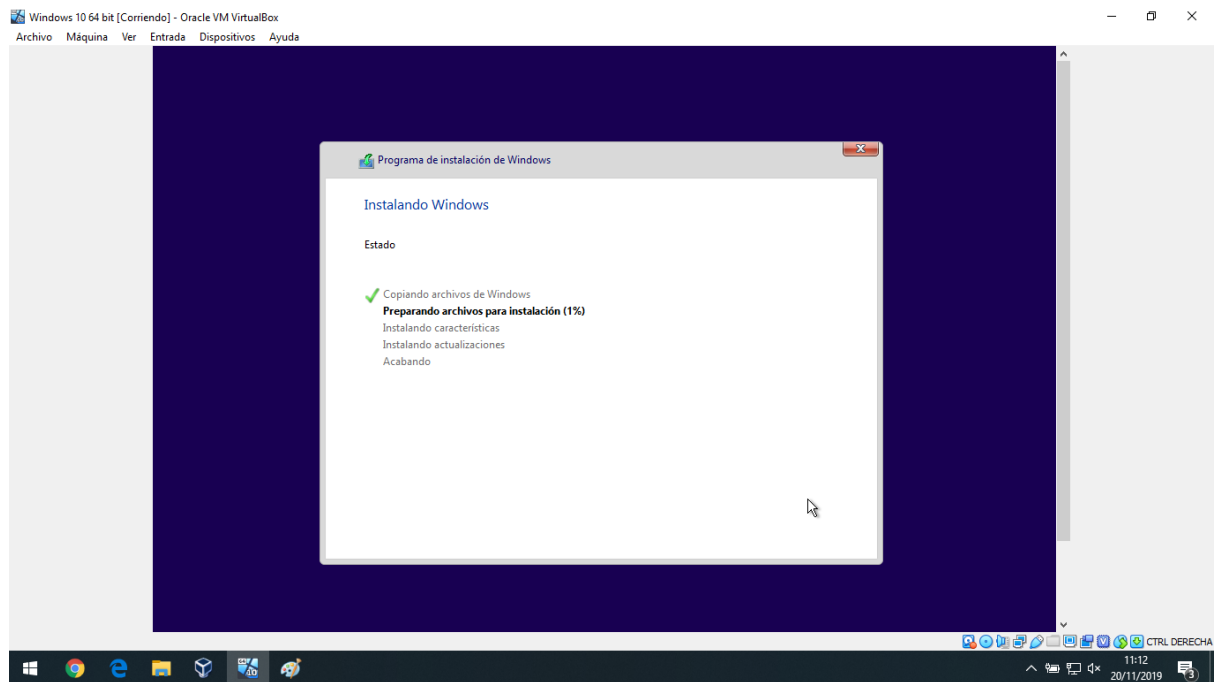 Windows 10 64 bit [Corriendo] - Oracle VM VirtualBox
Archivo Máquina Ver Entrada Dispositivos Ayuda
Programa de instalación de Windows
Instalando Windows
Estado
Copiando archivos de Windows
Preparando archivos para instalación (1%)
Instalando características
Instalando actualizaciones
Acabando
CTRL DERECHA
11:12
20/11/2019
3